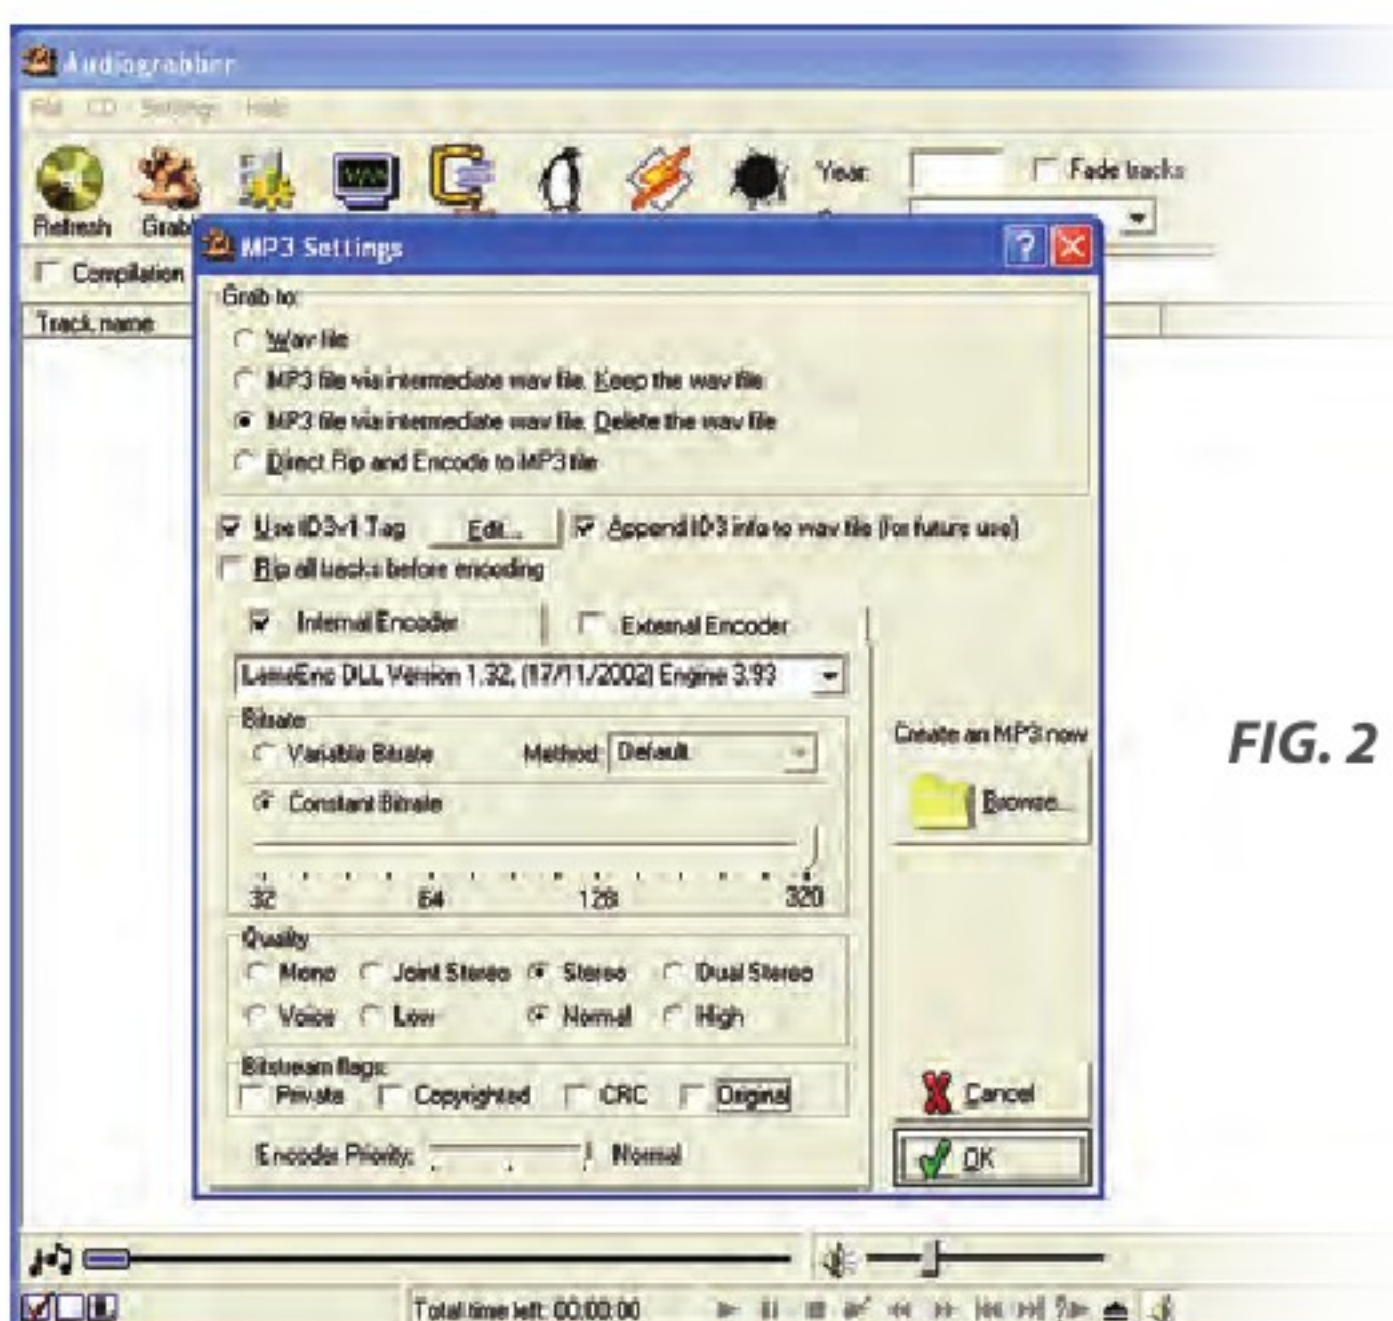 Audiograbber
File CD Settings Help
Refresh Grab
Year:
Fade tracks
Compilation
Track name
MP3 Settings
Grab to:
Wav file
MP3 file via intermediate wav file. Keep the wav file
MP3 file via intermediate wav file. Delete the wav file
Direct Rip and Encode to MP3 file
Use ID3v1 Tag Edit... Append ID3 info to wav file (for future use)
Rip all tracks before encoding
Internal Encoder External Encoder
LameEnc DLL Version 1.32, (17/11/2002) Engine 3.93
Bitrate
Variable Bitrate Method: Default
Constant Bitrate
32 64 128 320
Create an MP3 now
Browse...
FIG. 2
Quality
Mono Joint Stereo Stereo Dual Stereo
Voice Low Normal High
Bitstream flags:
Private Copyrighted CRC Original
Encoder Priority: Normal
Cancel
OK
Total time left: 00:00:00